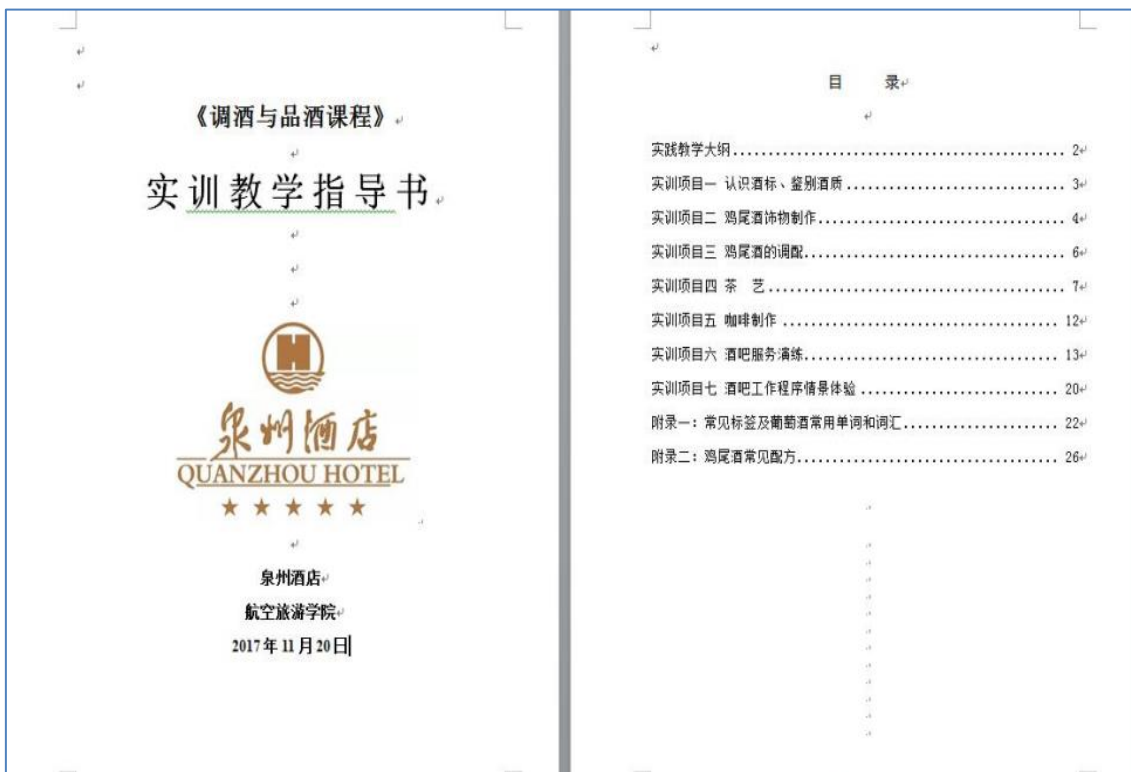 《调酒与品酒课程》
实训教学指导书
泉州酒店
QUANZHOU HOTEL
泉州酒店
航空旅游学院
2017年11月20日
目 录
实践教学大纲 2
实训项目一 认识酒标、鉴别酒质 3
实训项目二 鸡尾酒饰物制作 4
实训项目三 鸡尾酒的调配 6
实训项目四 茶 艺 7
实训项目五 咖啡制作 12
实训项目六 酒吧服务演练 13
实训项目七 酒吧工作程序情景体验 20
附录一：常见标签及葡萄酒常用单词和词汇 22
附录二：鸡尾酒常见配方 26